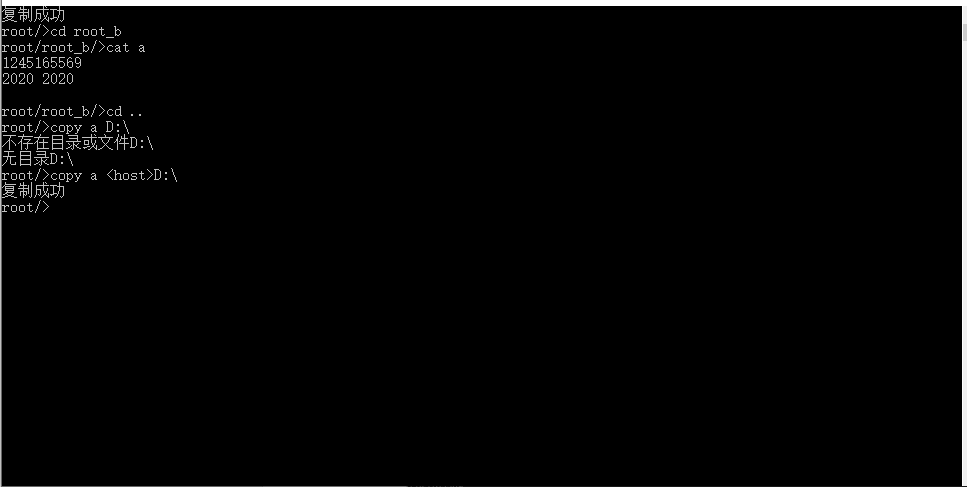 复制成功
root/>cd root_b
root/root_b/>cat a
1245165569
2020 2020
root/root_b/>cd ..
root/>copy a D:\
不存在目录或文件D:\
无目录D:\
root/>copy a <host>D:\
复制成功
root/>